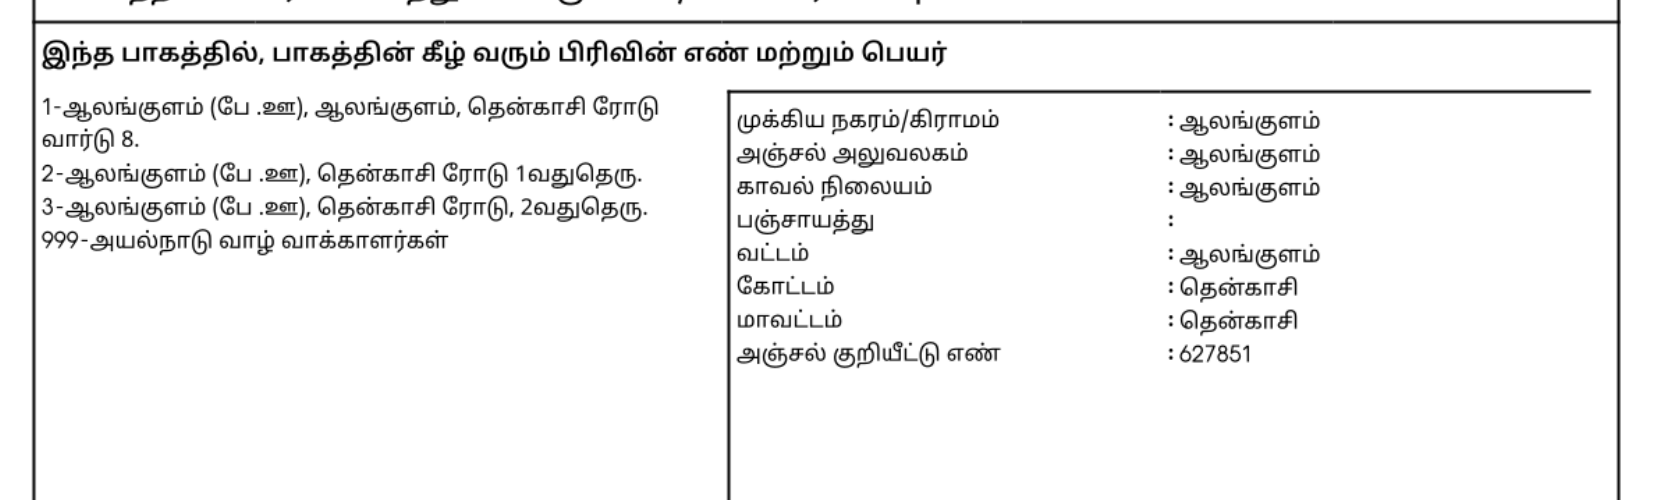 இந்த பாகத்தில், பாகத்தின் கீழ் வரும் பிரிவின் எண் மற்றும் பெயர்
1-ஆலங்குளம் (பே .ஊ), ஆலங்குளம், தென்காசி ரோடு
வார்டு 8.
2-ஆலங்குளம் (பே .ஊ), தென்காசி ரோடு 1வதுதெரு.
3-ஆலங்குளம் (பே .ஊ), தென்காசி ரோடு, 2வதுதெரு.
999-அயல்நாடு வாழ் வாக்காளர்கள்
முக்கிய நகரம்/கிராமம் : ஆலங்குளம்
அஞ்சல் அலுவலகம் : ஆலங்குளம்
காவல் நிலையம் : ஆலங்குளம்
பஞ்சாயத்து :
வட்டம் : ஆலங்குளம்
கோட்டம் : தென்காசி
மாவட்டம் : தென்காசி
அஞ்சல் குறியீட்டு எண் : 627851